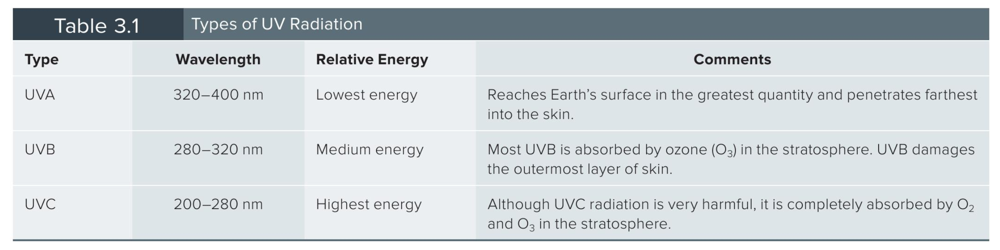 Table 3.1 Types of UV Radiation
Type Wavelength Relative Energy Comments
UVA 320–400 nm Lowest energy Reaches Earth’s surface in the greatest quantity and penetrates farthest
into the skin.
UVB 280–320 nm Medium energy Most UVB is absorbed by ozone (O₃) in the stratosphere. UVB damages
the outermost layer of skin.
UVC 200–280 nm Highest energy Although UVC radiation is very harmful, it is completely absorbed by O₂
and O₃ in the stratosphere.